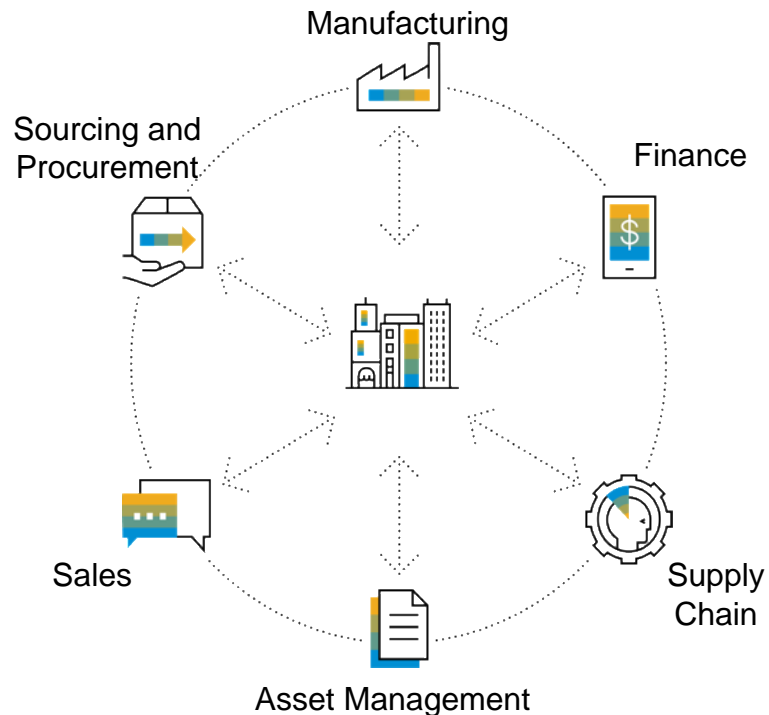 Manufacturing
Sourcing and
Procurement
Finance
$
Sales
Supply
Chain
Asset Management